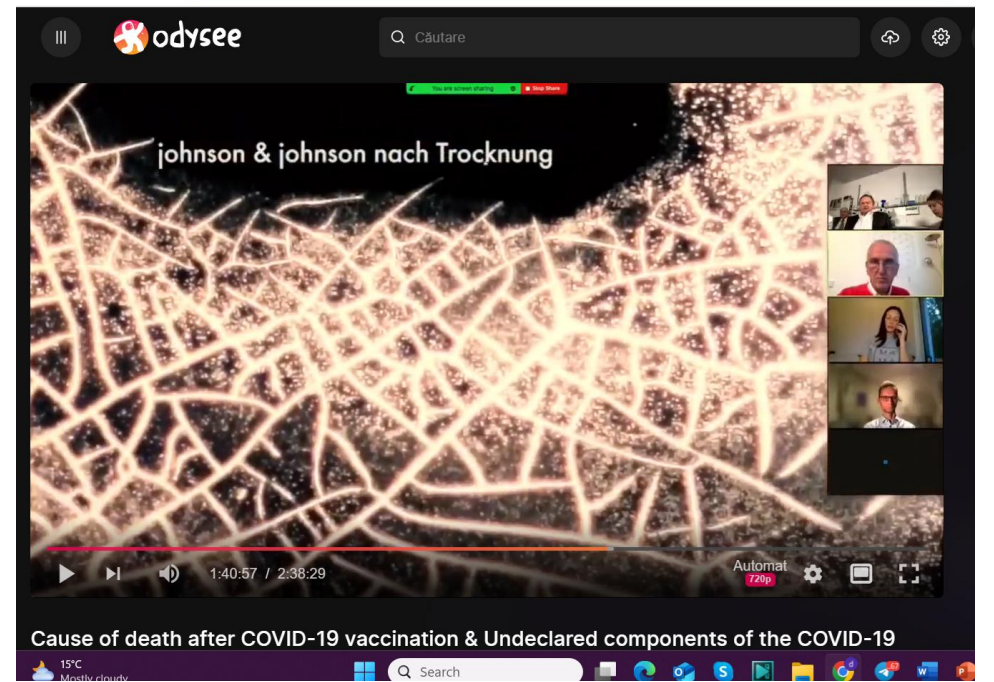 odysee
Căutare
You are screen sharing
Stop Share
johnson & johnson nach Trocknung
1:40:57 / 2:38:29
Automat
720p
Cause of death after COVID-19 vaccination & Undeclared components of the COVID-19
15°C
Mostly cloudy
Search